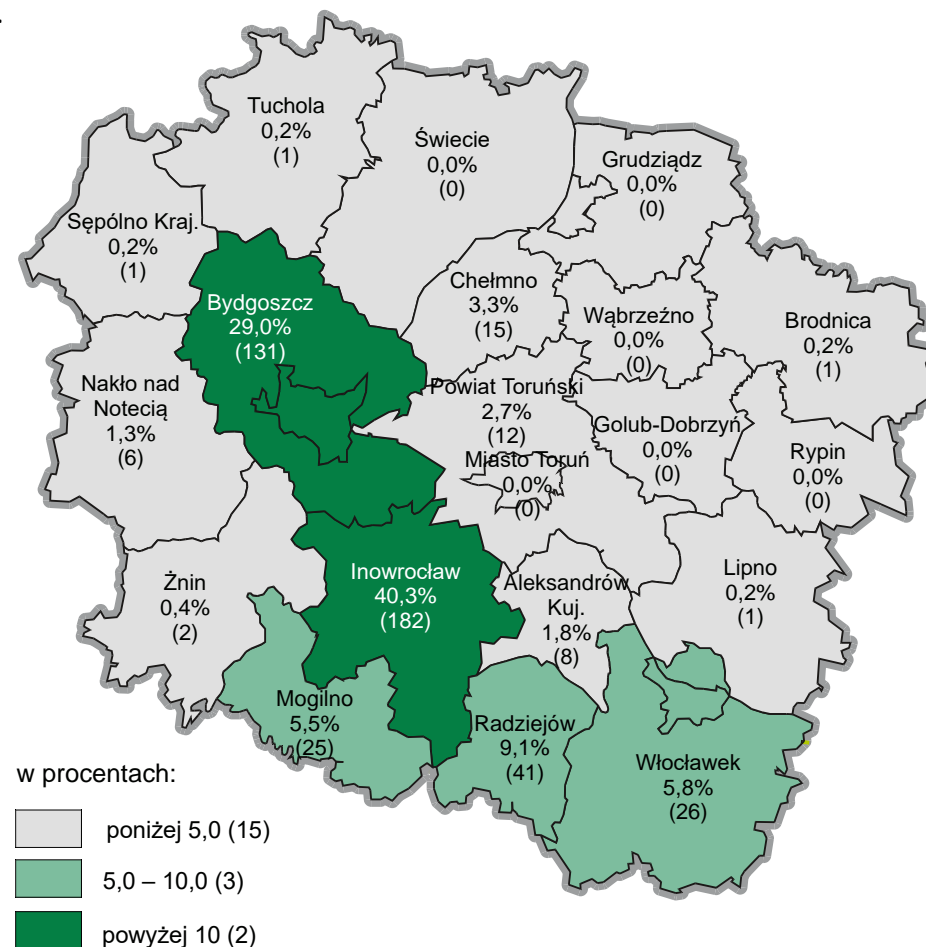 Tuchola
0,2%
(1)
Świecie
0,0%
(0)
Grudziądz
0,0%
(0)
Sępólno Kraj.
0,2%
(1)
Bydgoszcz
29,0%
(131)
Chełmno
3,3%
(15)
Wąbrzeźno
0,0%
(0)
Brodnica
0,2%
(1)
Nakło nad
Notecią
1,3%
(6)
Powiat Toruński
2,7%
(12)
Miasto Toruń
0,0%
(0)
Golub-Dobrzyń
0,0%
(0)
Rypin
0,0%
(0)
Żnin
0,4%
(2)
Inowrocław
40,3%
(182)
Aleksandrów
Kuj.
1,8%
(8)
Lipno
0,2%
(1)
Mogilno
5,5%
(25)
Radziejów
9,1%
(41)
Włocławek
5,8%
(26)
w procentach:
poniżej 5,0 (15)
5,0 – 10,0 (3)
powyżej 10 (2)